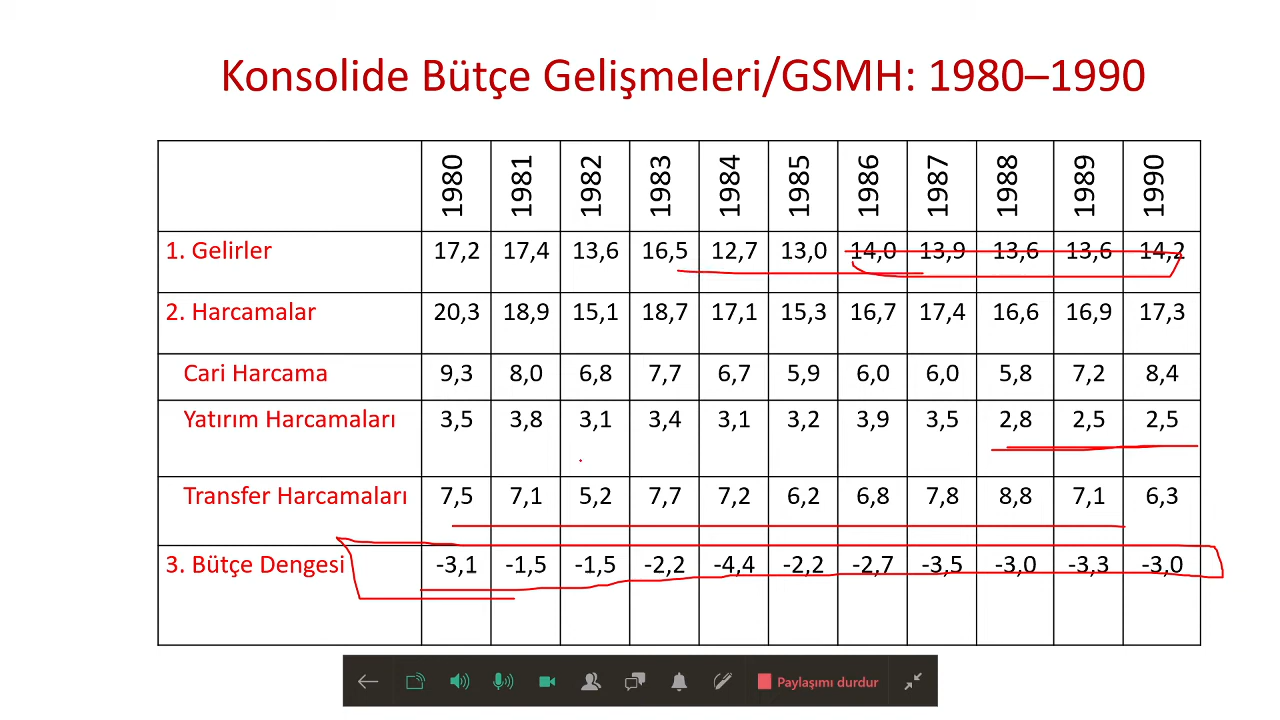 Konsolide Bütçe Gelişmeleri/GSMH: 1980–1990
1980 1981 1982 1983 1984 1985 1986 1987 1988 1989 1990
1. Gelirler 17,2 17,4 13,6 16,5 12,7 13,0 14,0 13,9 13,6 13,6 14,2
2. Harcamalar 20,3 18,9 15,1 18,7 17,1 15,3 16,7 17,4 16,6 16,9 17,3
Cari Harcama 9,3 8,0 6,8 7,7 6,7 5,9 6,0 6,0 5,8 7,2 8,4
Yatırım Harcamaları 3,5 3,8 3,1 3,4 3,1 3,2 3,9 3,5 2,8 2,5 2,5
Transfer Harcamaları 7,5 7,1 5,2 7,7 7,2 6,2 6,8 7,8 8,8 7,1 6,3
3. Bütçe Dengesi -3,1 -1,5 -1,5 -2,2 -4,4 -2,2 -2,7 -3,5 -3,0 -3,3 -3,0
Paylaşımı durdur